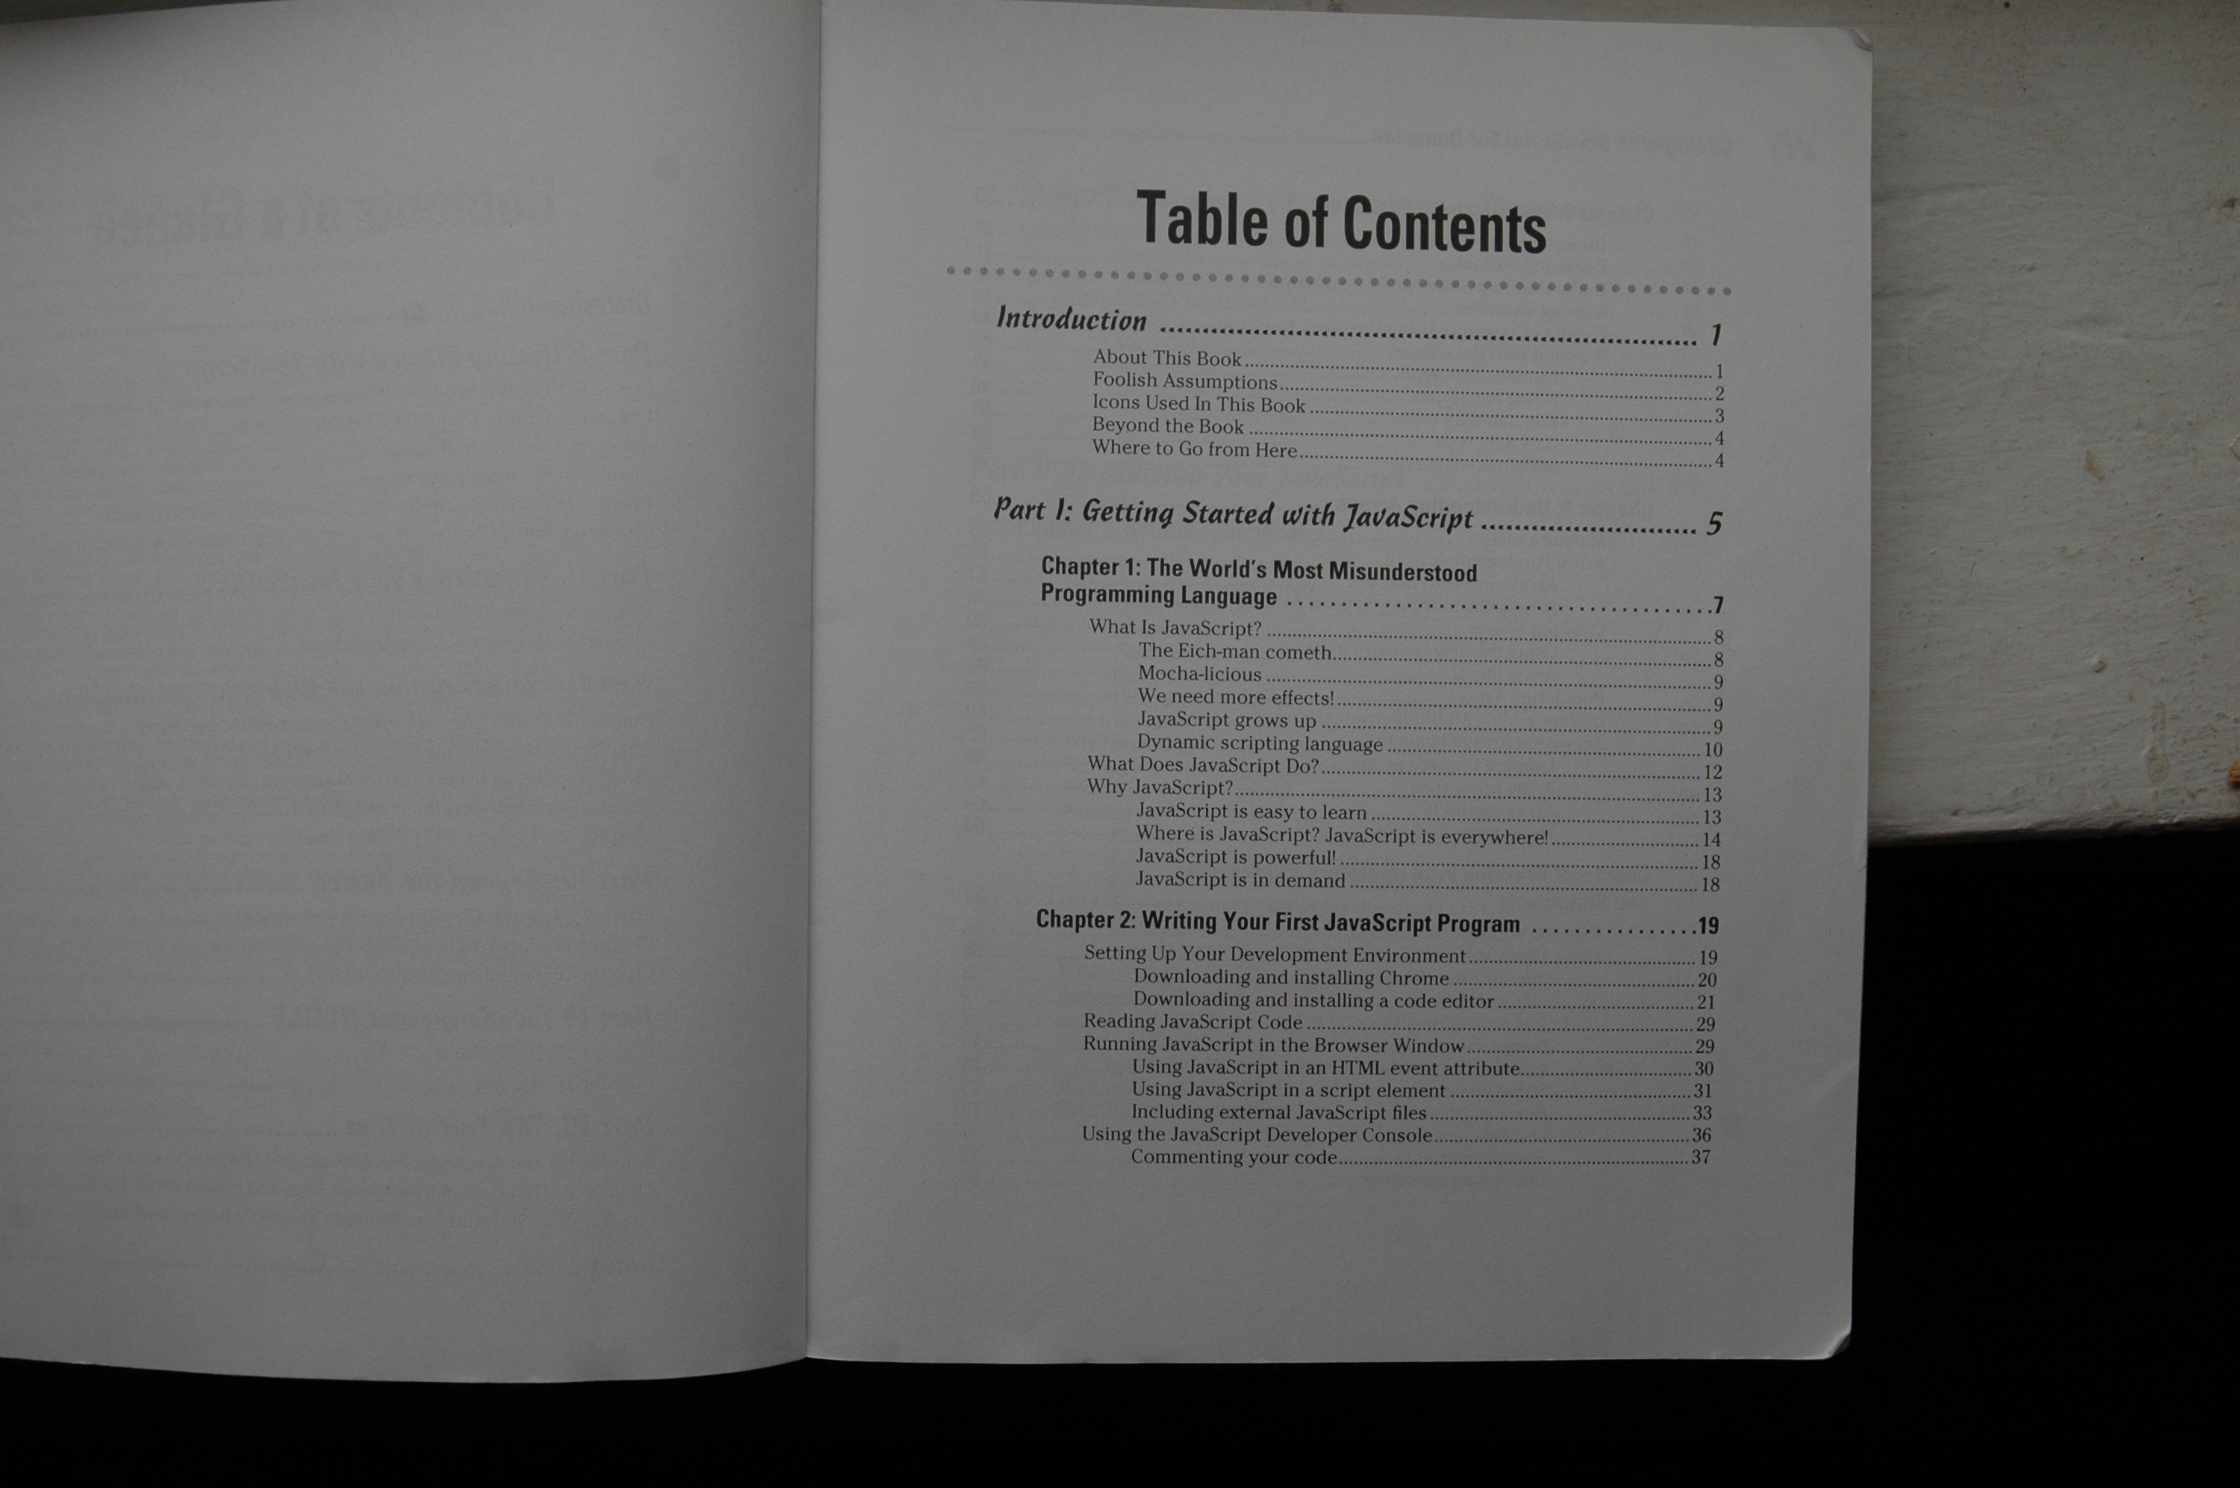 Table of Contents
Introduction ................................................................ 1
About This Book ................................................................ 1
Foolish Assumptions ................................................................ 2
Icons Used In This Book ................................................................ 3
Beyond the Book ................................................................ 4
Where to Go from Here ................................................................ 4
Part I: Getting Started with JavaScript ............................ 5
Chapter 1: The World's Most Misunderstood
Programming Language ........................................ 7
What Is JavaScript? ................................................................ 8
The Eich-man cometh ................................................................ 8
Mocha-licious ................................................................ 9
We need more effects! ................................................................ 9
JavaScript grows up ................................................................ 9
Dynamic scripting language ................................................................ 10
What Does JavaScript Do? ................................................................ 12
Why JavaScript? ................................................................ 13
JavaScript is easy to learn ................................................................ 13
Where is JavaScript? JavaScript is everywhere! ................................ 14
JavaScript is powerful! ................................................................ 18
JavaScript is in demand ................................................................ 18
Chapter 2: Writing Your First JavaScript Program ................ 19
Setting Up Your Development Environment ................................ 19
Downloading and installing Chrome ................................ 20
Downloading and installing a code editor ................................ 21
Reading JavaScript Code ................................................................ 29
Running JavaScript in the Browser Window ................................ 29
Using JavaScript in an HTML event attribute ................................ 30
Using JavaScript in a script element ................................ 31
Including external JavaScript files ................................ 33
Using the JavaScript Developer Console ................................ 36
Commenting your code ................................................................ 37